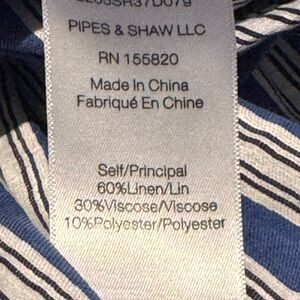 PIPES & SHAW LLC
RN 155820
Made In China
Fabriqué En Chine
Self/Principal
60%Linen/Lin
30%Viscose/Viscose
10%Polyester/Polyester